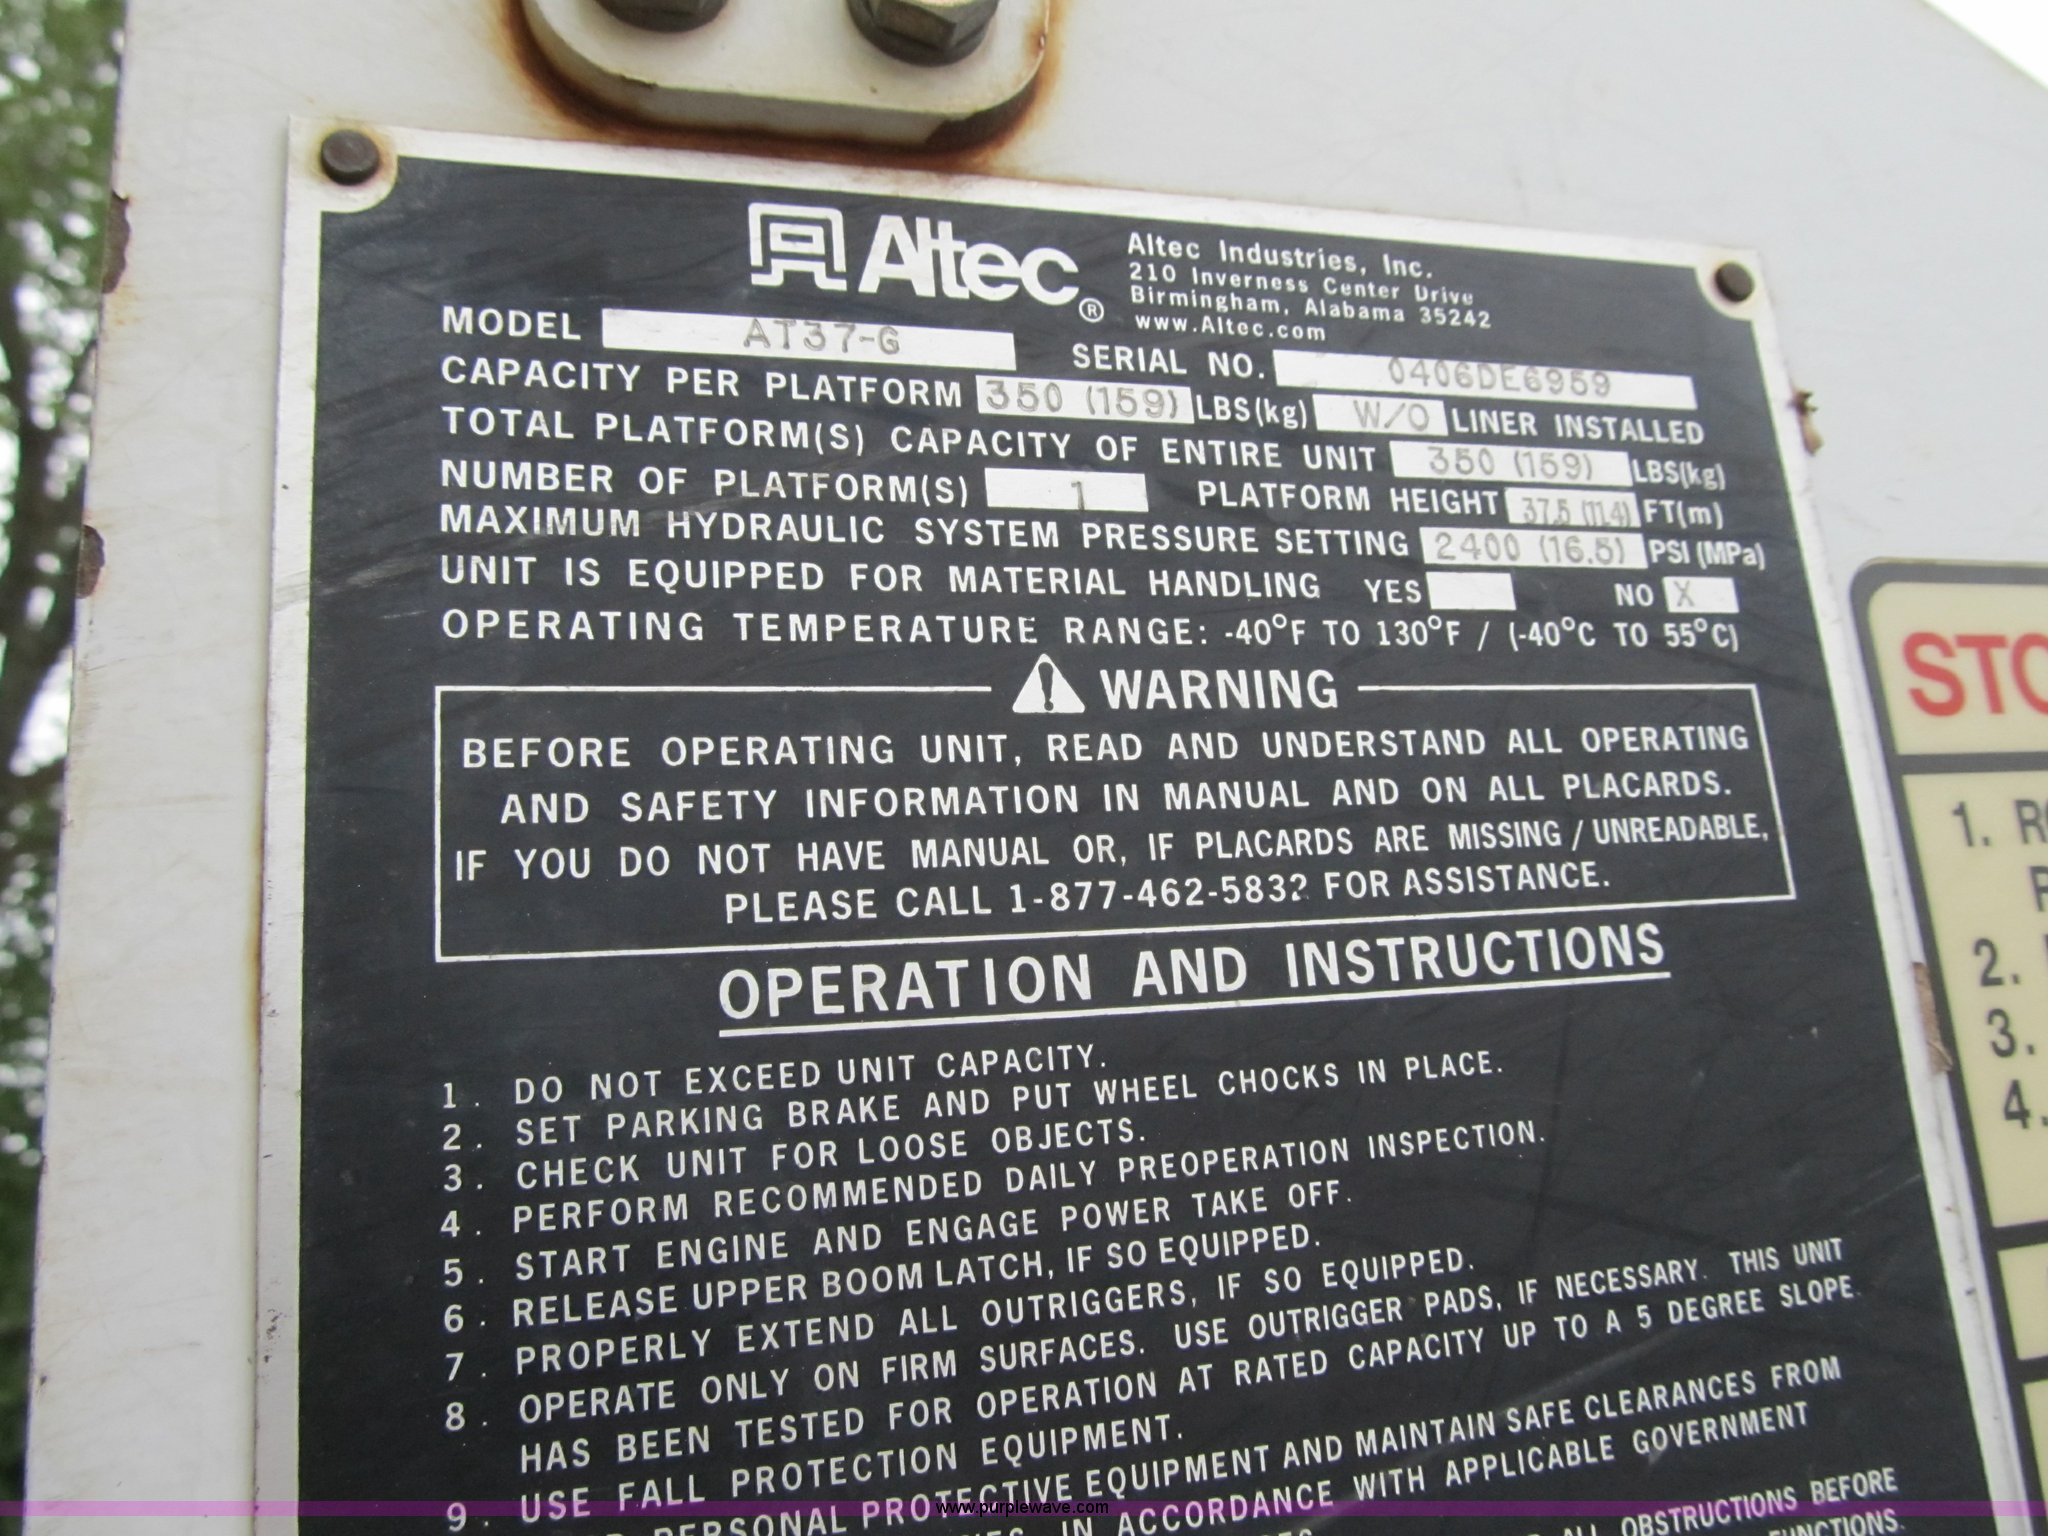 Altec®
Altec Industries, Inc.
210 Inverness Center Drive
Birmingham, Alabama 35242
www.Altec.com
MODEL AT37-G SERIAL NO. 0406DE6959
CAPACITY PER PLATFORM 350 (159) LBS(kg) W/O LINER INSTALLED
TOTAL PLATFORM(S) CAPACITY OF ENTIRE UNIT 350 (159) LBS(kg)
NUMBER OF PLATFORM(S) 1 PLATFORM HEIGHT 37.5 (11.4) FT(m)
MAXIMUM HYDRAULIC SYSTEM PRESSURE SETTING 2400 (16.5) PSI (MPa)
UNIT IS EQUIPPED FOR MATERIAL HANDLING YES NO X
OPERATING TEMPERATURE RANGE: -40°F TO 130°F / (-40°C TO 55°C)
WARNING
BEFORE OPERATING UNIT, READ AND UNDERSTAND ALL OPERATING
AND SAFETY INFORMATION IN MANUAL AND ON ALL PLACARDS.
IF YOU DO NOT HAVE MANUAL OR, IF PLACARDS ARE MISSING / UNREADABLE,
PLEASE CALL 1-877-462-5832 FOR ASSISTANCE.
OPERATION AND INSTRUCTIONS
1. DO NOT EXCEED UNIT CAPACITY.
2. SET PARKING BRAKE AND PUT WHEEL CHOCKS IN PLACE.
3. CHECK UNIT FOR LOOSE OBJECTS.
4. PERFORM RECOMMENDED DAILY PREOPERATION INSPECTION.
5. START ENGINE AND ENGAGE POWER TAKE OFF.
6. RELEASE UPPER BOOM LATCH, IF SO EQUIPPED.
7. PROPERLY EXTEND ALL OUTRIGGERS, IF SO EQUIPPED.
8. OPERATE ONLY ON FIRM SURFACES. USE OUTRIGGER PADS, IF NECESSARY. THIS UNIT
HAS BEEN TESTED FOR OPERATION AT RATED CAPACITY UP TO A 5 DEGREE SLOPE.
9. USE FALL PROTECTION EQUIPMENT.
PERSONAL PROTECTIVE EQUIPMENT AND MAINTAIN SAFE CLEARANCES FROM
IN ACCORDANCE WITH APPLICABLE GOVERNMENT
ALL OBSTRUCTIONS BEFORE
FUNCTIONS.
STO
1. R
P
2.
3.
4.
www.purplewave.com